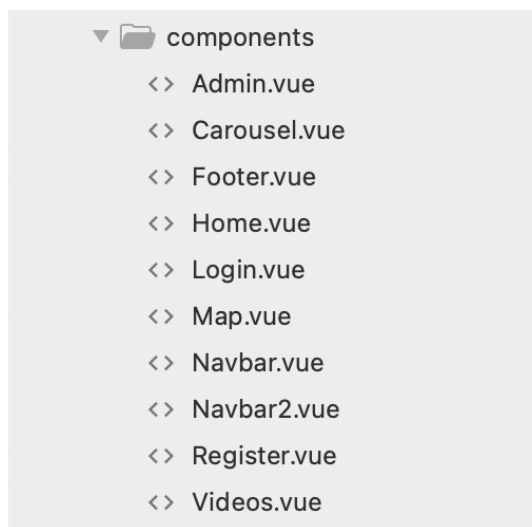 components
<> Admin.vue
<> Carousel.vue
<> Footer.vue
<> Home.vue
<> Login.vue
<> Map.vue
<> Navbar.vue
<> Navbar2.vue
<> Register.vue
<> Videos.vue